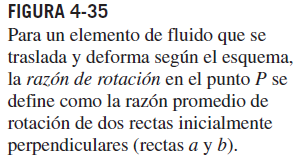 FIGURA 4-35
Para un elemento de fluido que se
traslada y deforma según el esquema,
la razón de rotación en el punto P se
define como la razón promedio de
rotación de dos rectas inicialmente
perpendiculares (rectas a y b).